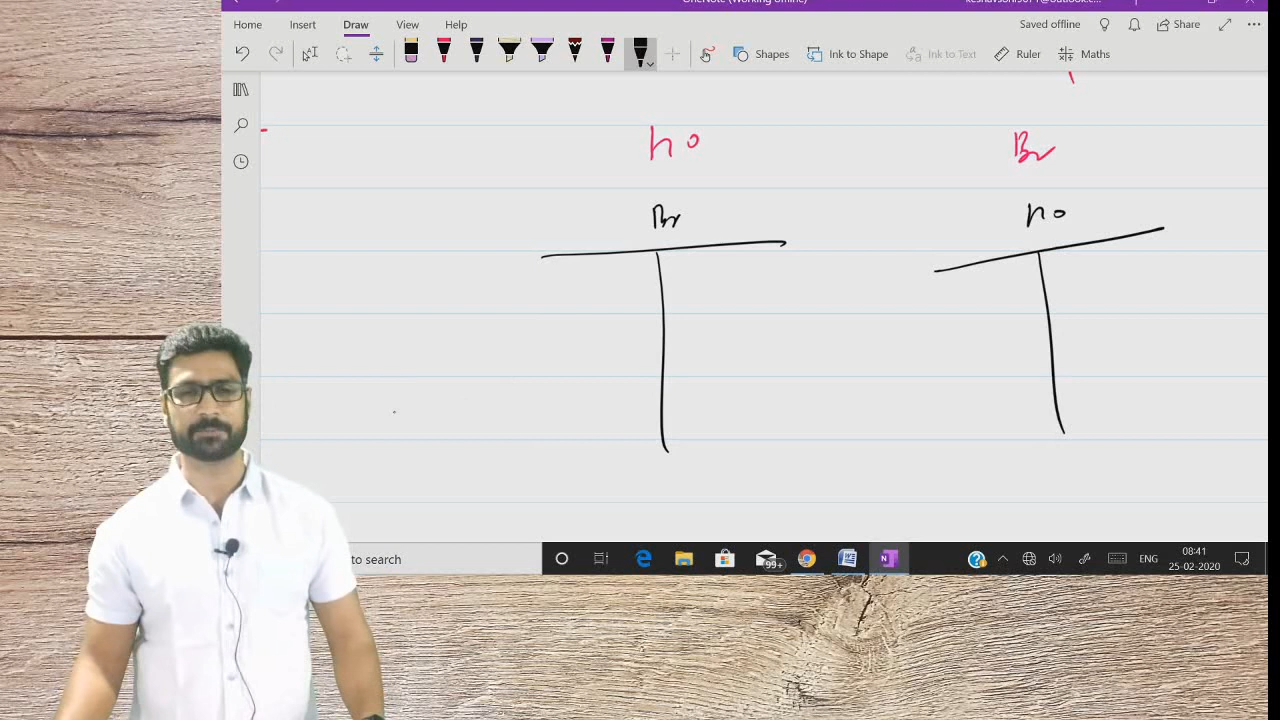 Home Insert Draw View Help Saved offline Share
Ink to Shape Ink to Text Ruler Maths Shapes
HO Br
Br HO
to search 99+ ENG 08:41
25-02-2020